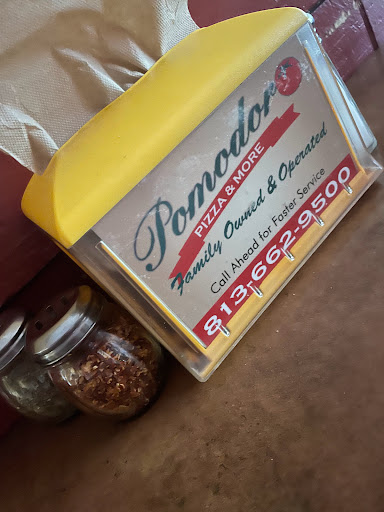 Pomodoro
PIZZA & MORE
Family Owned & Operated
Call Ahead for Faster Service
813-662-9500